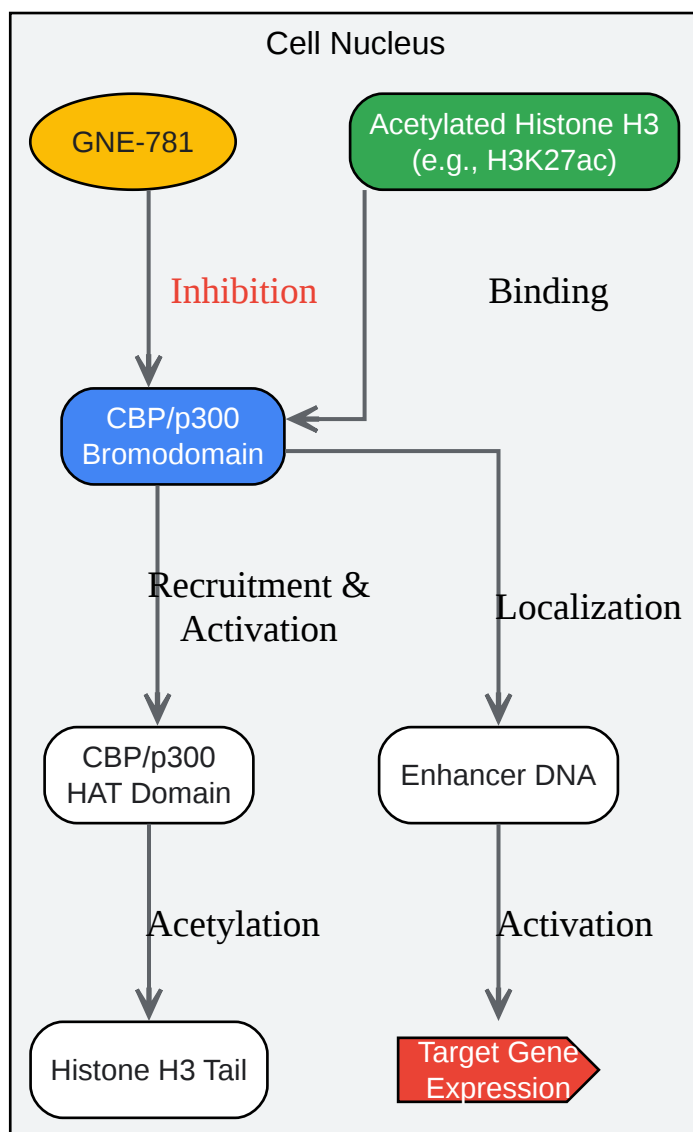 Cell Nucleus
GNE-781
Acetylated Histone H3
(e.g., H3K27ac)
Inhibition
Binding
CBP/p300
Bromodomain
Recruitment &
Activation
Localization
CBP/p300
HAT Domain
Enhancer DNA
Acetylation
Activation
Histone H3 Tail
Target Gene
Expression